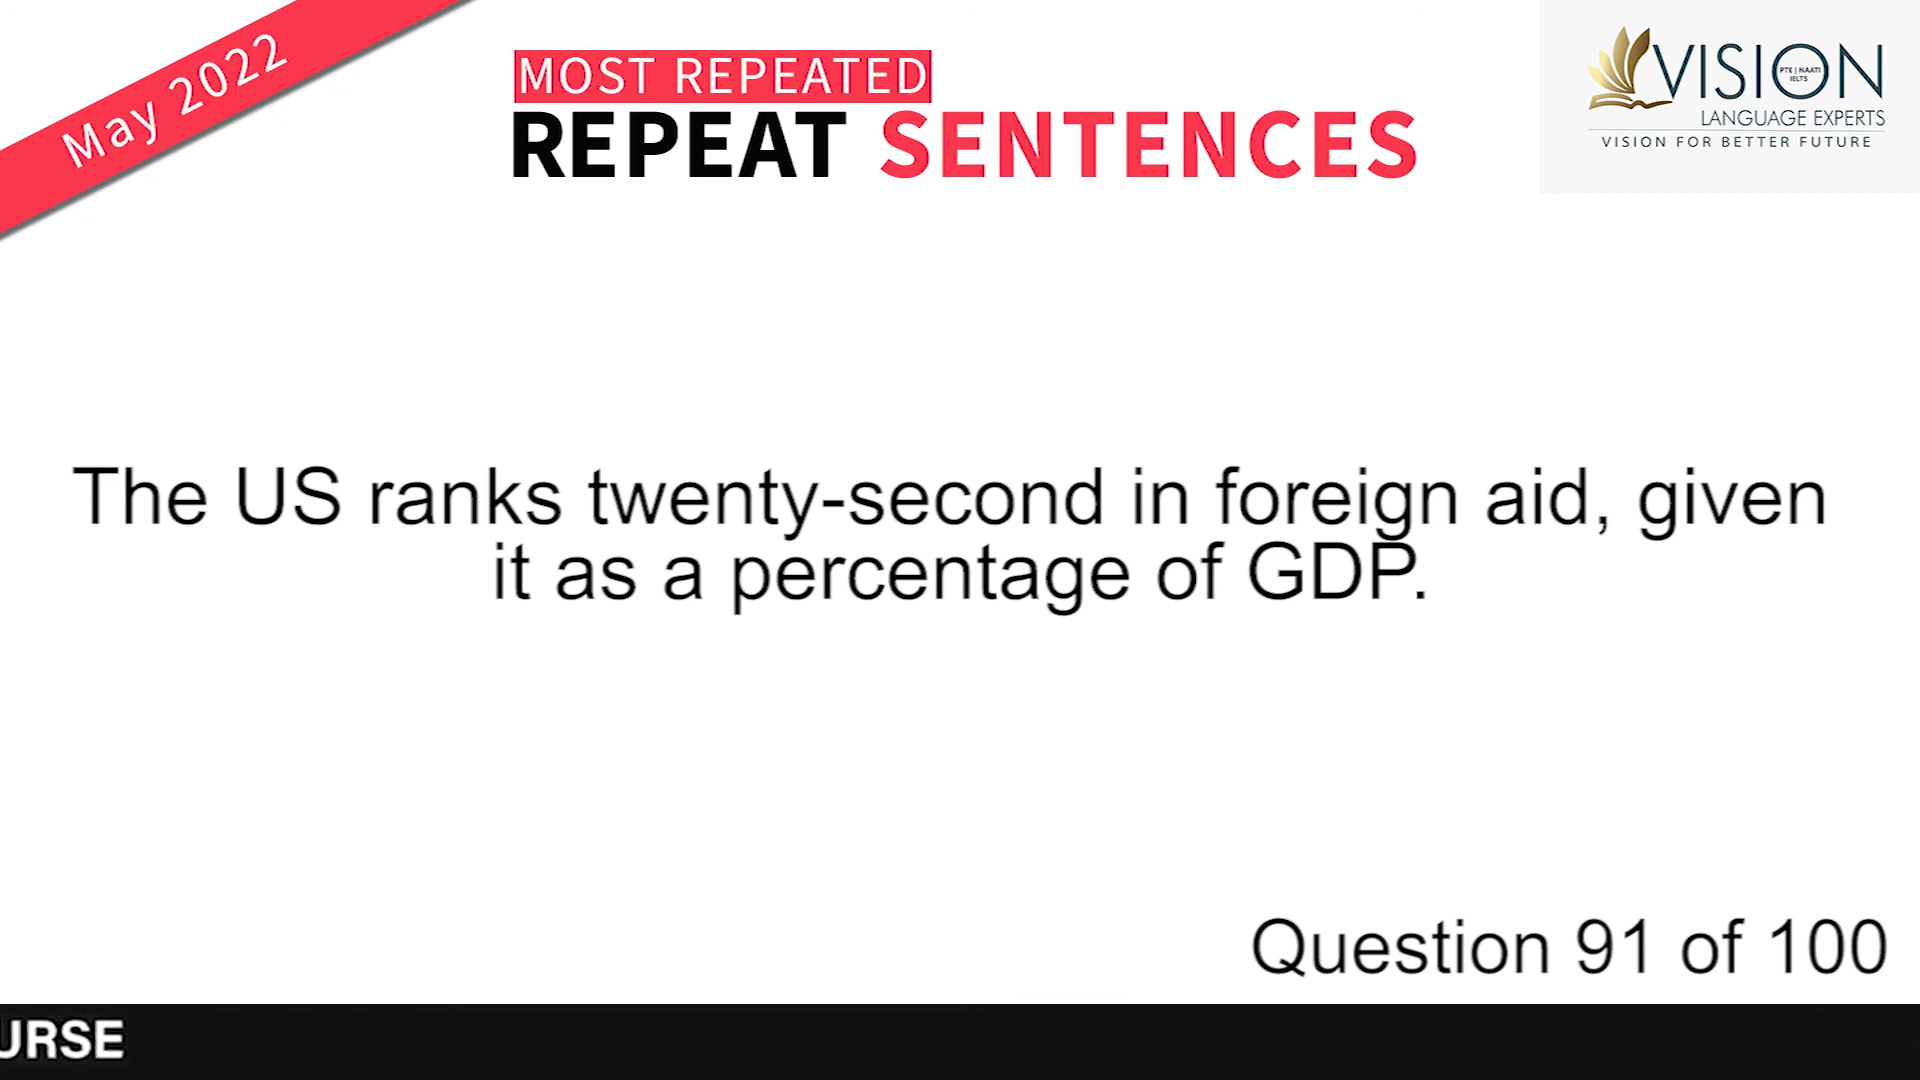 May 2022
MOST REPEATED
REPEAT SENTENCES
VISION
PTE | NAATI
IELTS
LANGUAGE EXPERTS
VISION FOR BETTER FUTURE
The US ranks twenty-second in foreign aid, given
it as a percentage of GDP.
Question 91 of 100
URSE